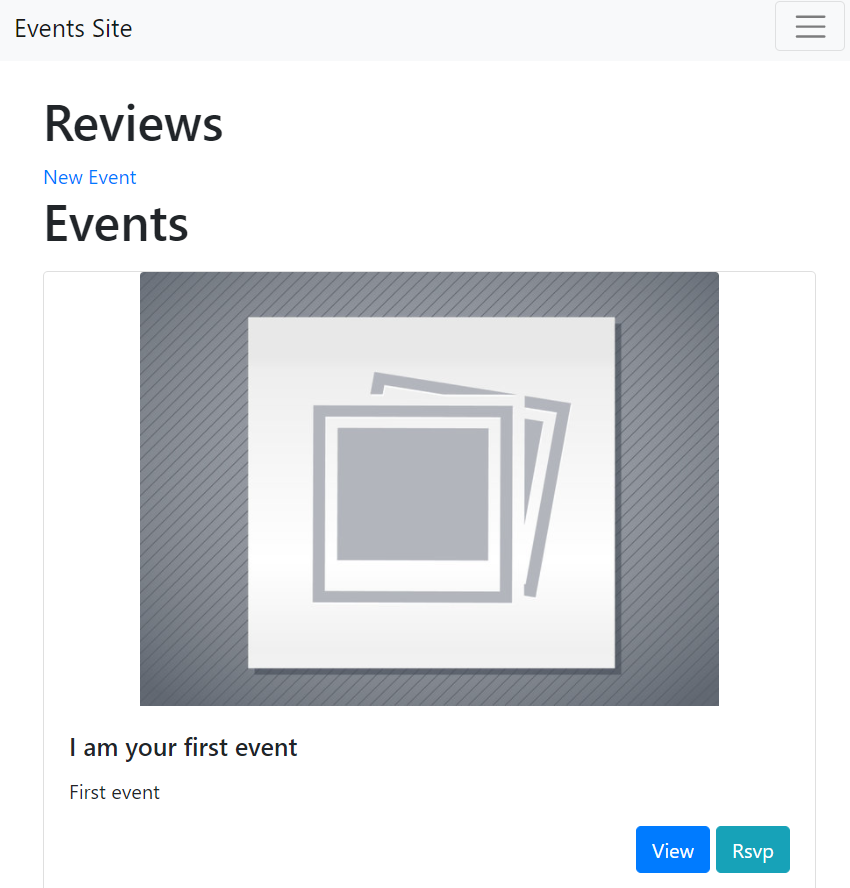 Events Site
Reviews
New Event
Events
I am your first event
First event
View Rsvp